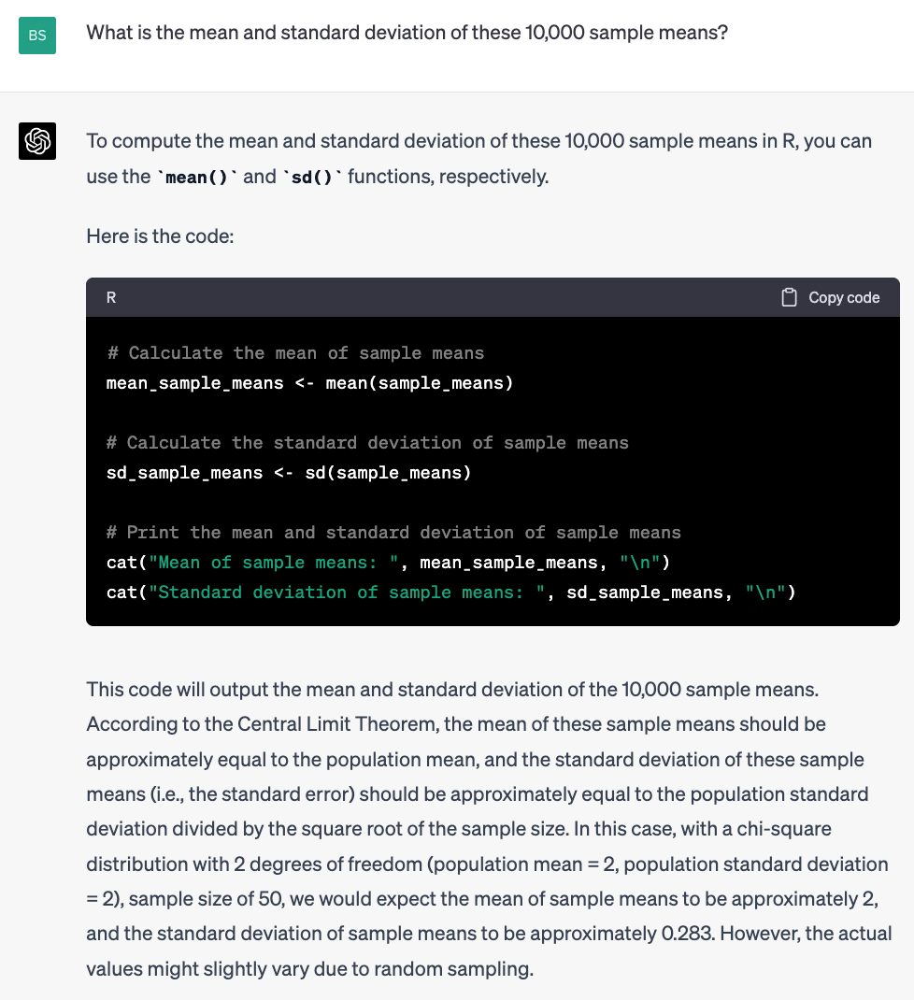 BS
What is the mean and standard deviation of these 10,000 sample means?
To compute the mean and standard deviation of these 10,000 sample means in R, you can
use the `mean()` and `sd()` functions, respectively.
Here is the code:
R
Copy code
# Calculate the mean of sample means
mean_sample_means <- mean(sample_means)
# Calculate the standard deviation of sample means
sd_sample_means <- sd(sample_means)
# Print the mean and standard deviation of sample means
cat("Mean of sample means: ", mean_sample_means, "\n")
cat("Standard deviation of sample means: ", sd_sample_means, "\n")
This code will output the mean and standard deviation of the 10,000 sample means.
According to the Central Limit Theorem, the mean of these sample means should be
approximately equal to the population mean, and the standard deviation of these sample
means (i.e., the standard error) should be approximately equal to the population standard
deviation divided by the square root of the sample size. In this case, with a chi-square
distribution with 2 degrees of freedom (population mean = 2, population standard deviation
= 2), sample size of 50, we would expect the mean of sample means to be approximately 2,
and the standard deviation of sample means to be approximately 0.283. However, the actual
values might slightly vary due to random sampling.